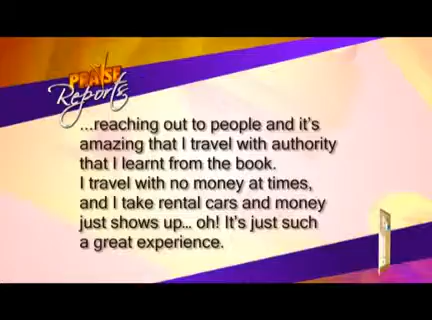 PRAISE
Reports
...reaching out to people and it's
amazing that I travel with authority
that I learnt from the book.
I travel with no money at times,
and I take rental cars and money
just shows up... oh! It's just such
a great experience.